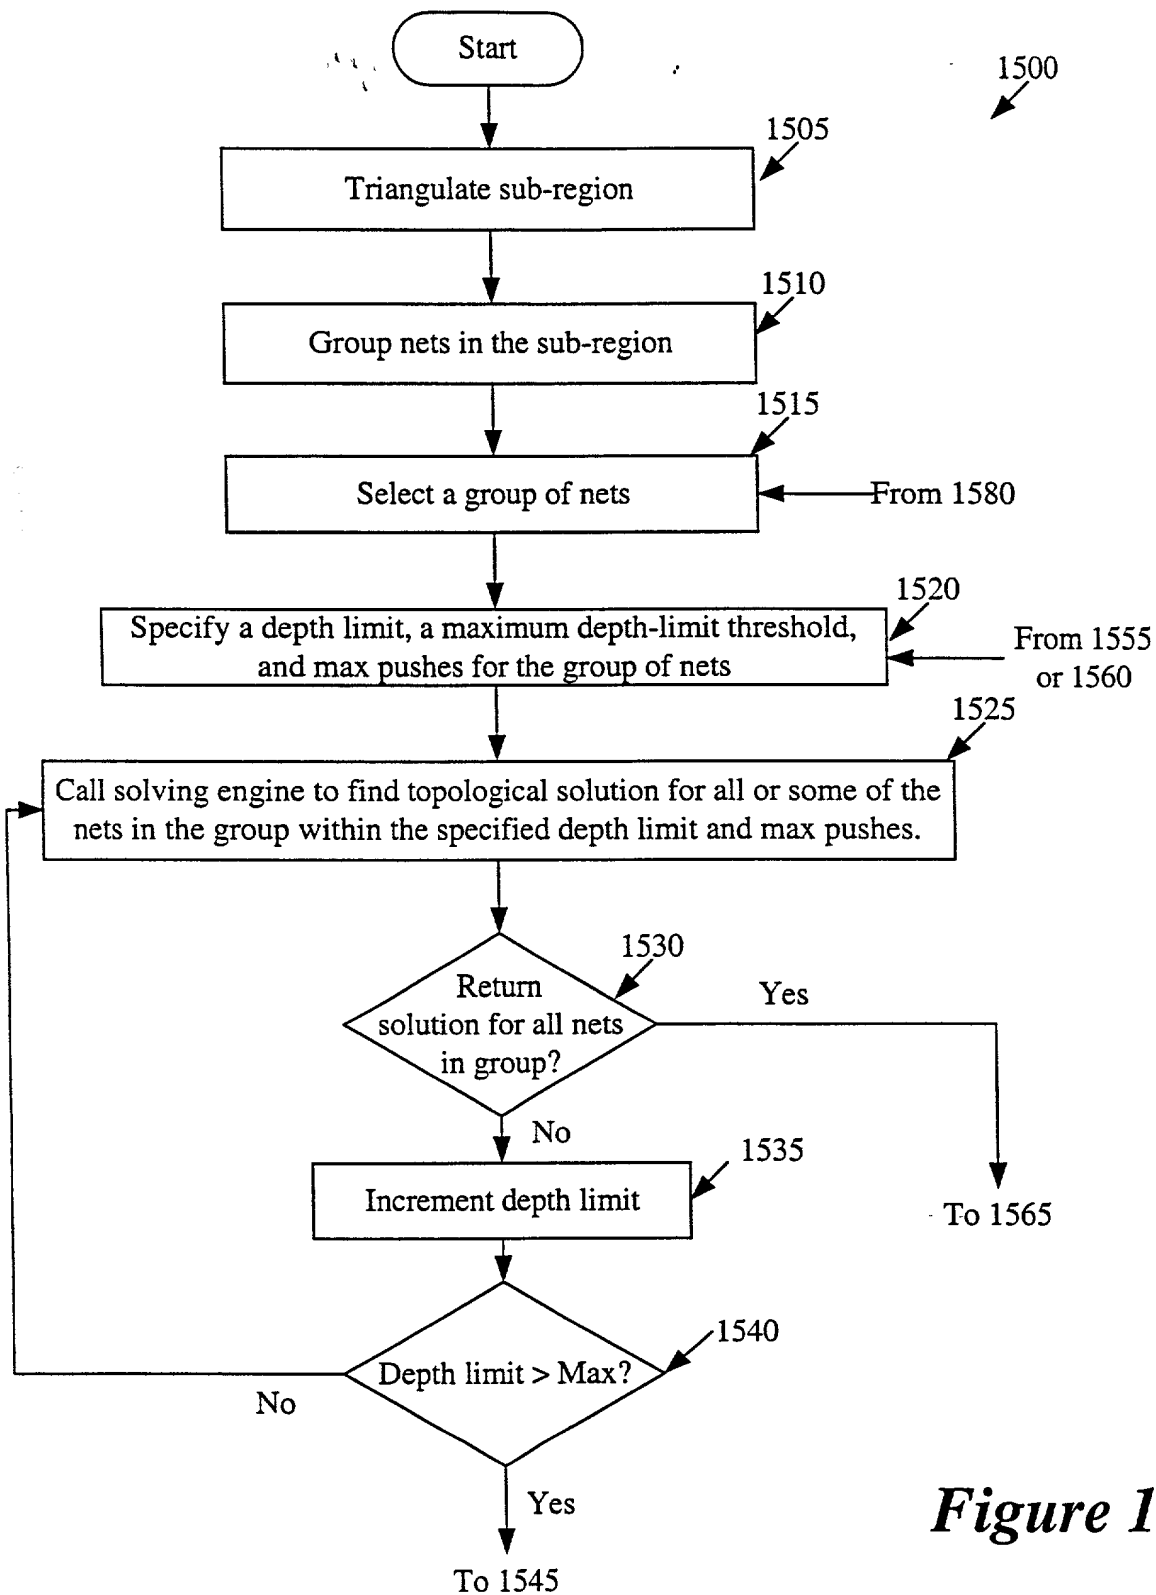 Start
1500
1505
Triangulate sub-region
1510
Group nets in the sub-region
1515
Select a group of nets
From 1580
1520
Specify a depth limit, a maximum depth-limit threshold,
and max pushes for the group of nets
From 1555
or 1560
1525
Call solving engine to find topological solution for all or some of the
nets in the group within the specified depth limit and max pushes.
1530
Return
solution for all nets
in group?
Yes
No
1535
Increment depth limit
To 1565
1540
Depth limit > Max?
No
Yes
To 1545
Figure 1